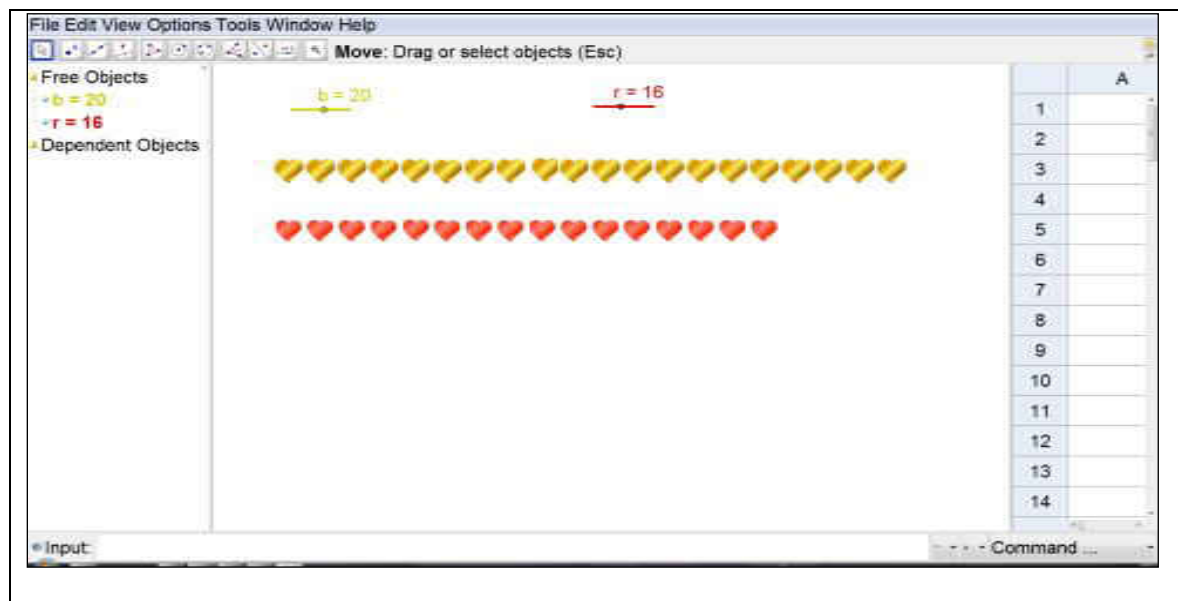 File Edit View Options Tools Window Help
Move: Drag or select objects (Esc)
Free Objects
b = 20
r = 16
Dependent Objects
b = 20
r = 16
A
1
2
3
4
5
6
7
8
9
10
11
12
13
14
Input:
Command ...